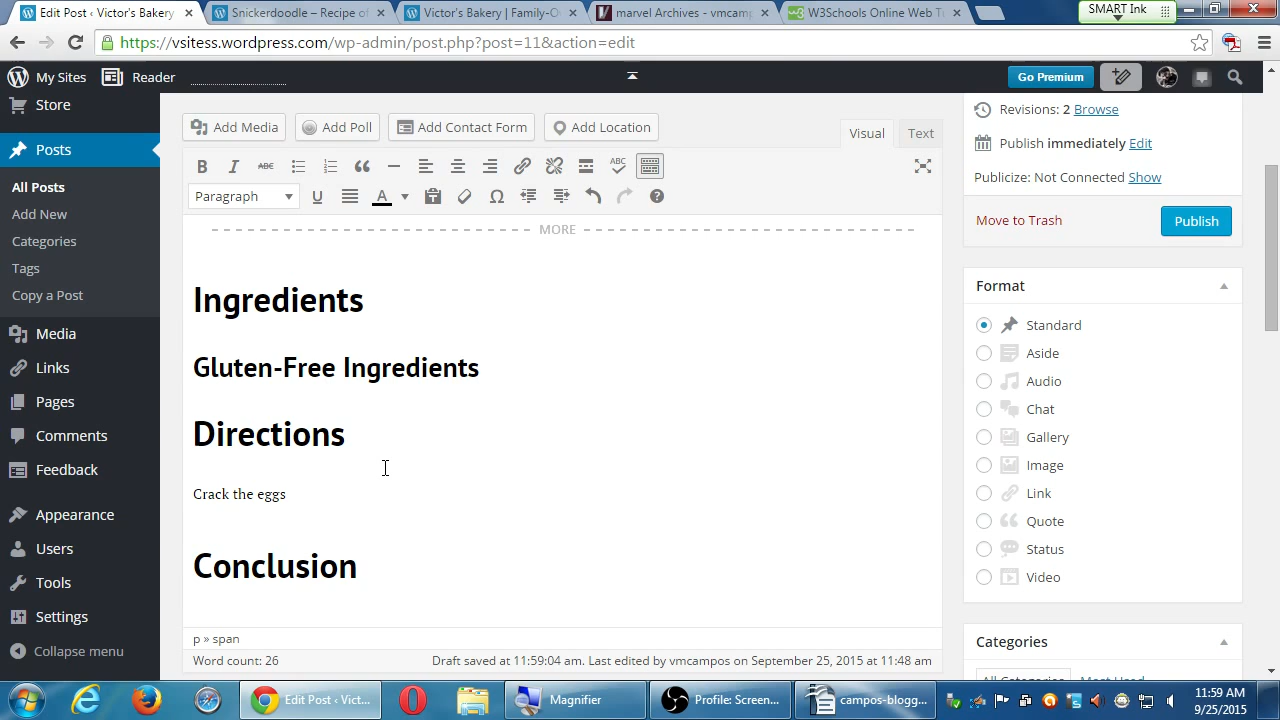 Edit Post ‹ Victor's Bakery
Snickerdoodle – Recipe of
Victor's Bakery | Family-O
marvel Archives - vmcamp
W3Schools Online Web Tu
SMART Ink
https://vsitess.wordpress.com/wp-admin/post.php?post=11&action=edit
My Sites
Reader
Go Premium
Store
Posts
All Posts
Add New
Categories
Tags
Copy a Post
Media
Links
Pages
Comments
Feedback
Appearance
Users
Tools
Settings
Collapse menu
Add Media
Add Poll
Add Contact Form
Add Location
Visual
Text
B I ABC
ABC
Paragraph
U
A
Ω
MORE
Ingredients
Gluten-Free Ingredients
Directions
Crack the eggs
Conclusion
p » span
Word count: 26
Draft saved at 11:59:04 am. Last edited by vmcampos on September 25, 2015 at 11:48 am
Revisions: 2 Browse
Publish immediately Edit
Publicize: Not Connected Show
Move to Trash
Publish
Format
Standard
Aside
Audio
Chat
Gallery
Image
Link
Quote
Status
Video
Categories
All Categories
Most Used
Edit Post ‹ Vict...
Magnifier
Profile: Screen...
campos-blogg...
11:59 AM
9/25/2015